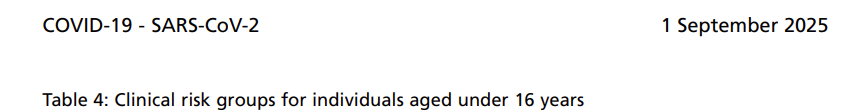 COVID-19 - SARS-CoV-2 1 September 2025
Table 4: Clinical risk groups for individuals aged under 16 years